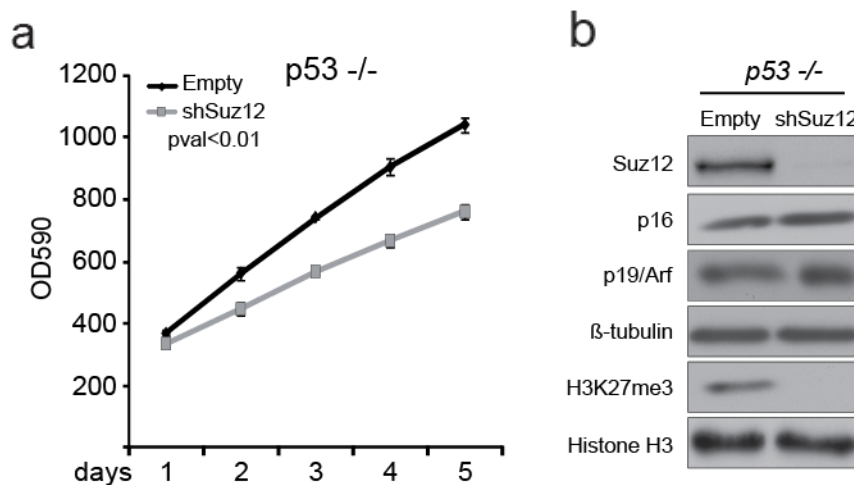 a
p53 -/-
Empty
shSuz12
pval<0.01
OD590
1200
1000
800
600
400
200
days 1 2 3 4 5
b
p53 -/-
Empty shSuz12
Suz12
p16
p19/Arf
ß-tubulin
H3K27me3
Histone H3